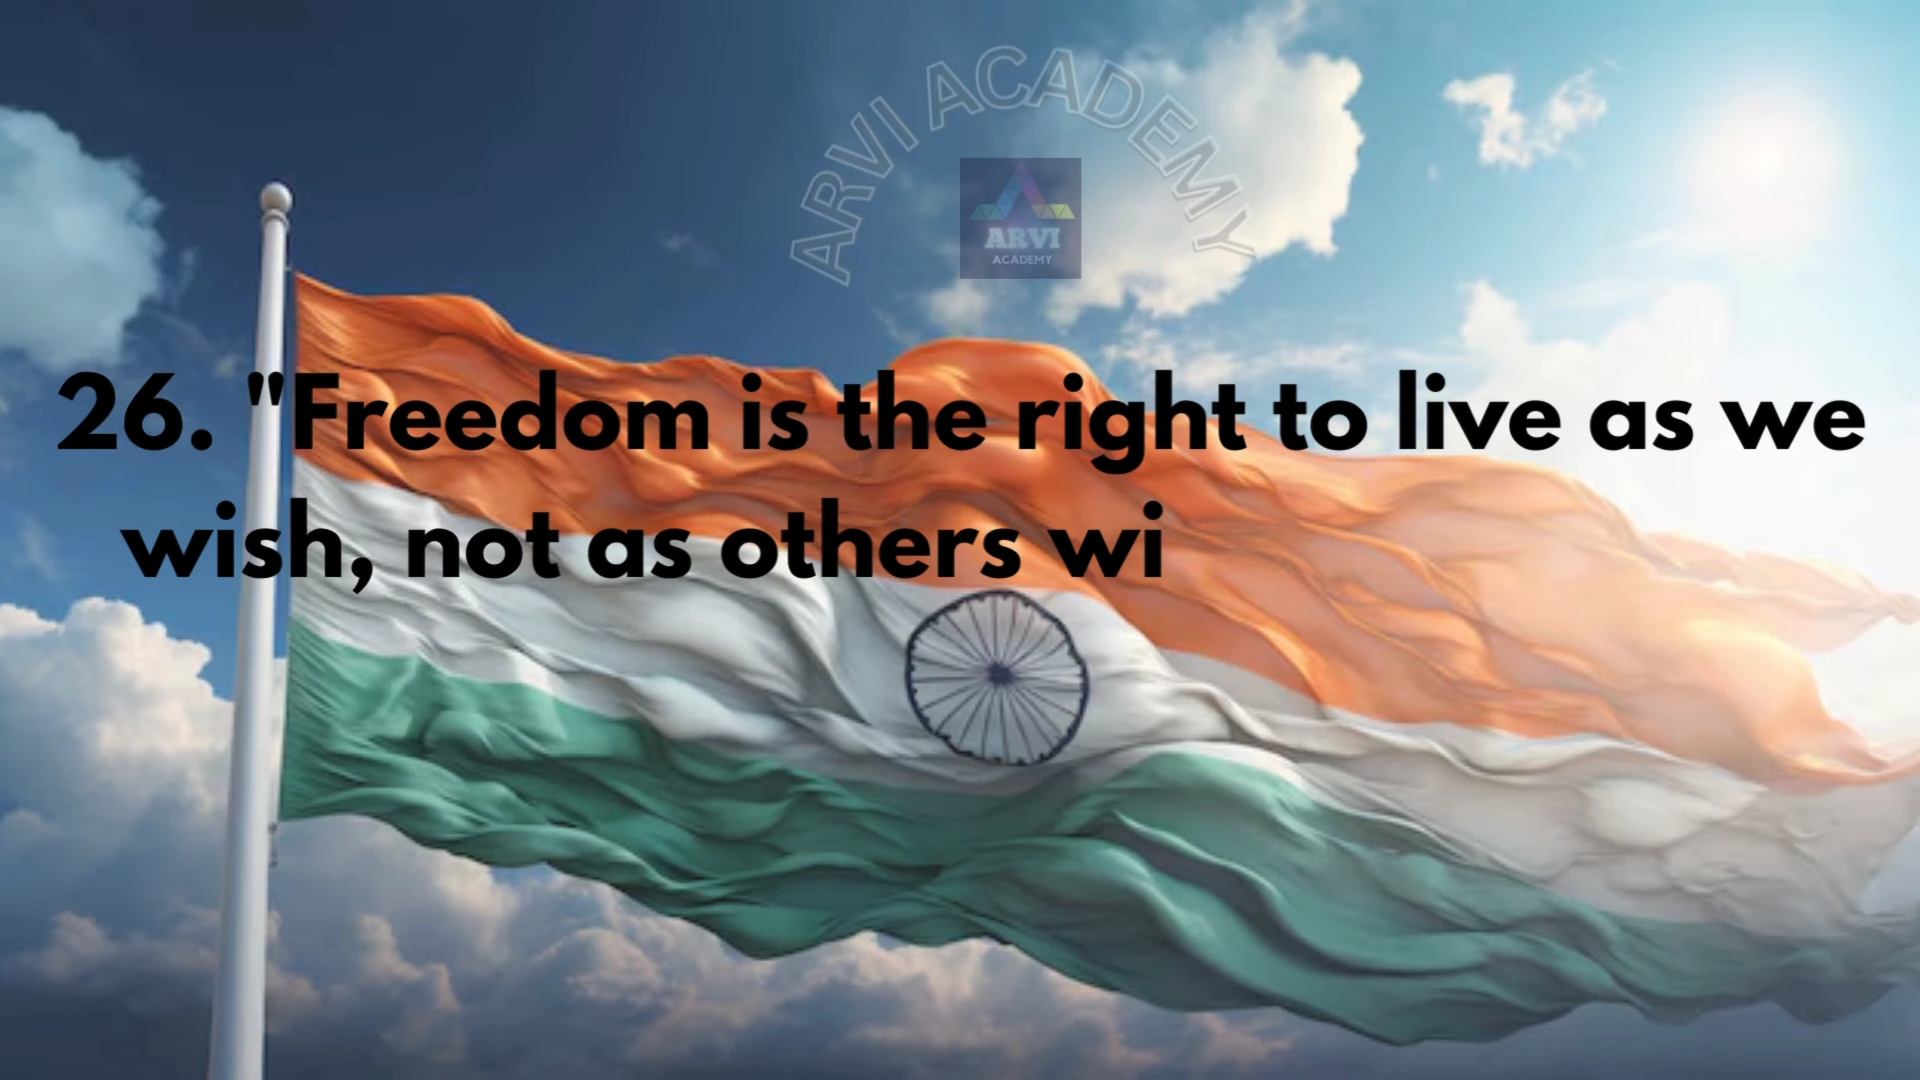 ARVI ACADEMY
ARVI
ACADEMY
26. "Freedom is the right to live as we
wish, not as others wi